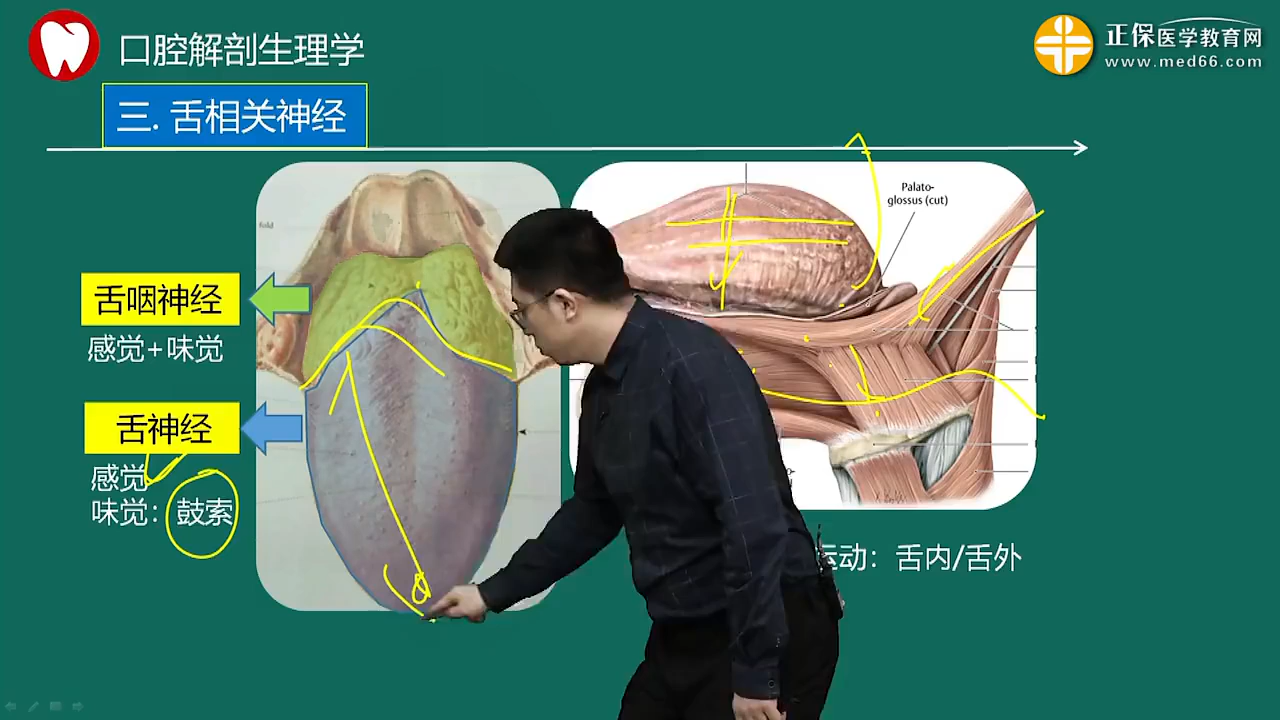 口腔解剖生理学
正保医学教育网
www.med66.com
三. 舌相关神经
Palato-
glossus (cut)
舌咽神经
感觉+味觉
舌神经
感觉
味觉：鼓索
运动：舌内/舌外